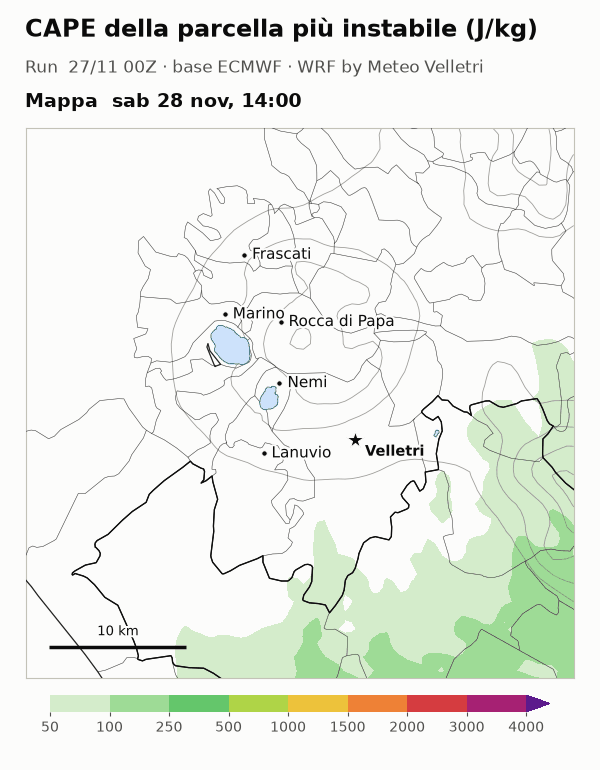 CAPE della parcella più instabile (J/kg)
Run  27/11 00Z · base ECMWF · WRF by Meteo Velletri
Mappa  sab 28 nov, 14:00
Frascati
Marino
Rocca di Papa
Nemi
Velletri
Lanuvio
10 km
50 100 250 500 1000 1500 2000 3000 4000